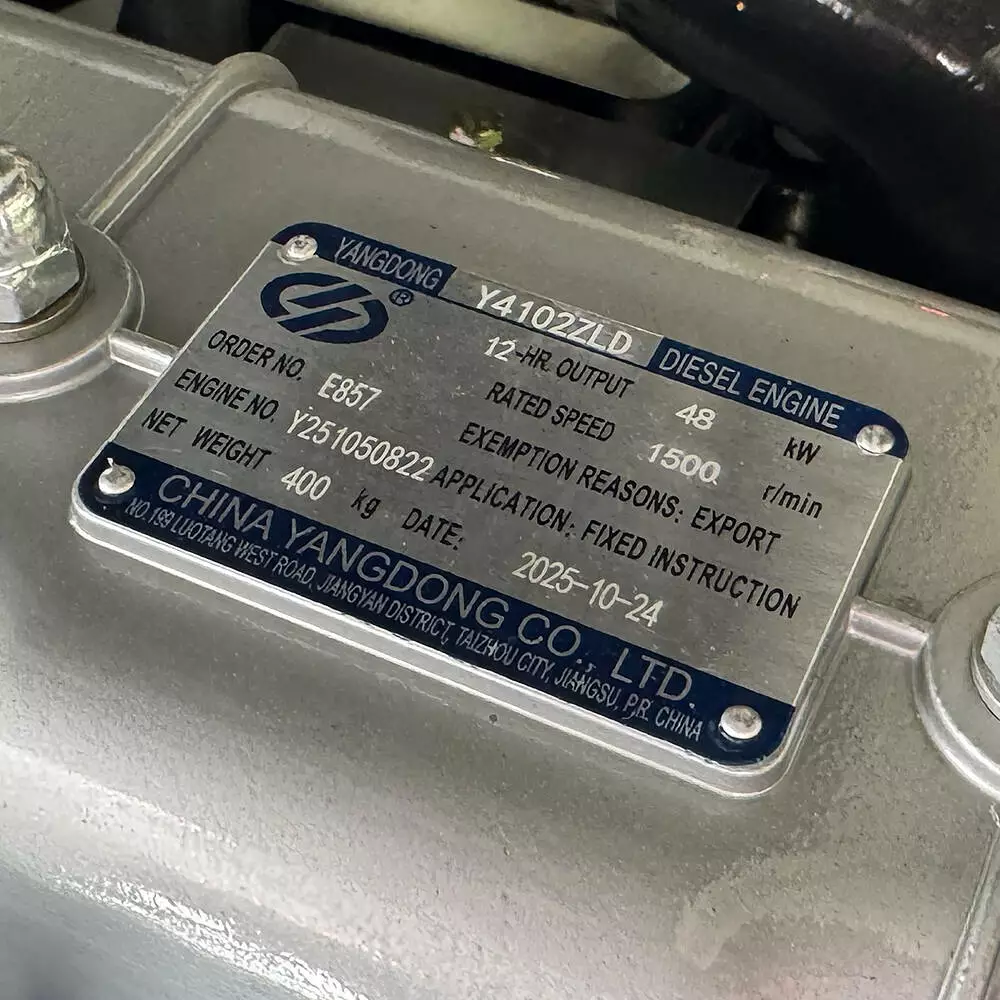 YANGDONG Y4102ZLD DIESEL ENGINE
®
12-HR. OUTPUT 48 kW
ORDER NO. E857 RATED SPEED 1500 r/min
ENGINE NO. Y251050822 EXEMPTION REASONS: EXPORT
NET WEIGHT 400 kg APPLICATION: FIXED INSTRUCTION
DATE: 2025-10-24
CHINA YANGDONG CO., LTD.
NO.199 LUOTANG WEST ROAD, JIANGYAN DISTRICT, TAIZHOU CITY, JIANGSU, P.R. CHINA